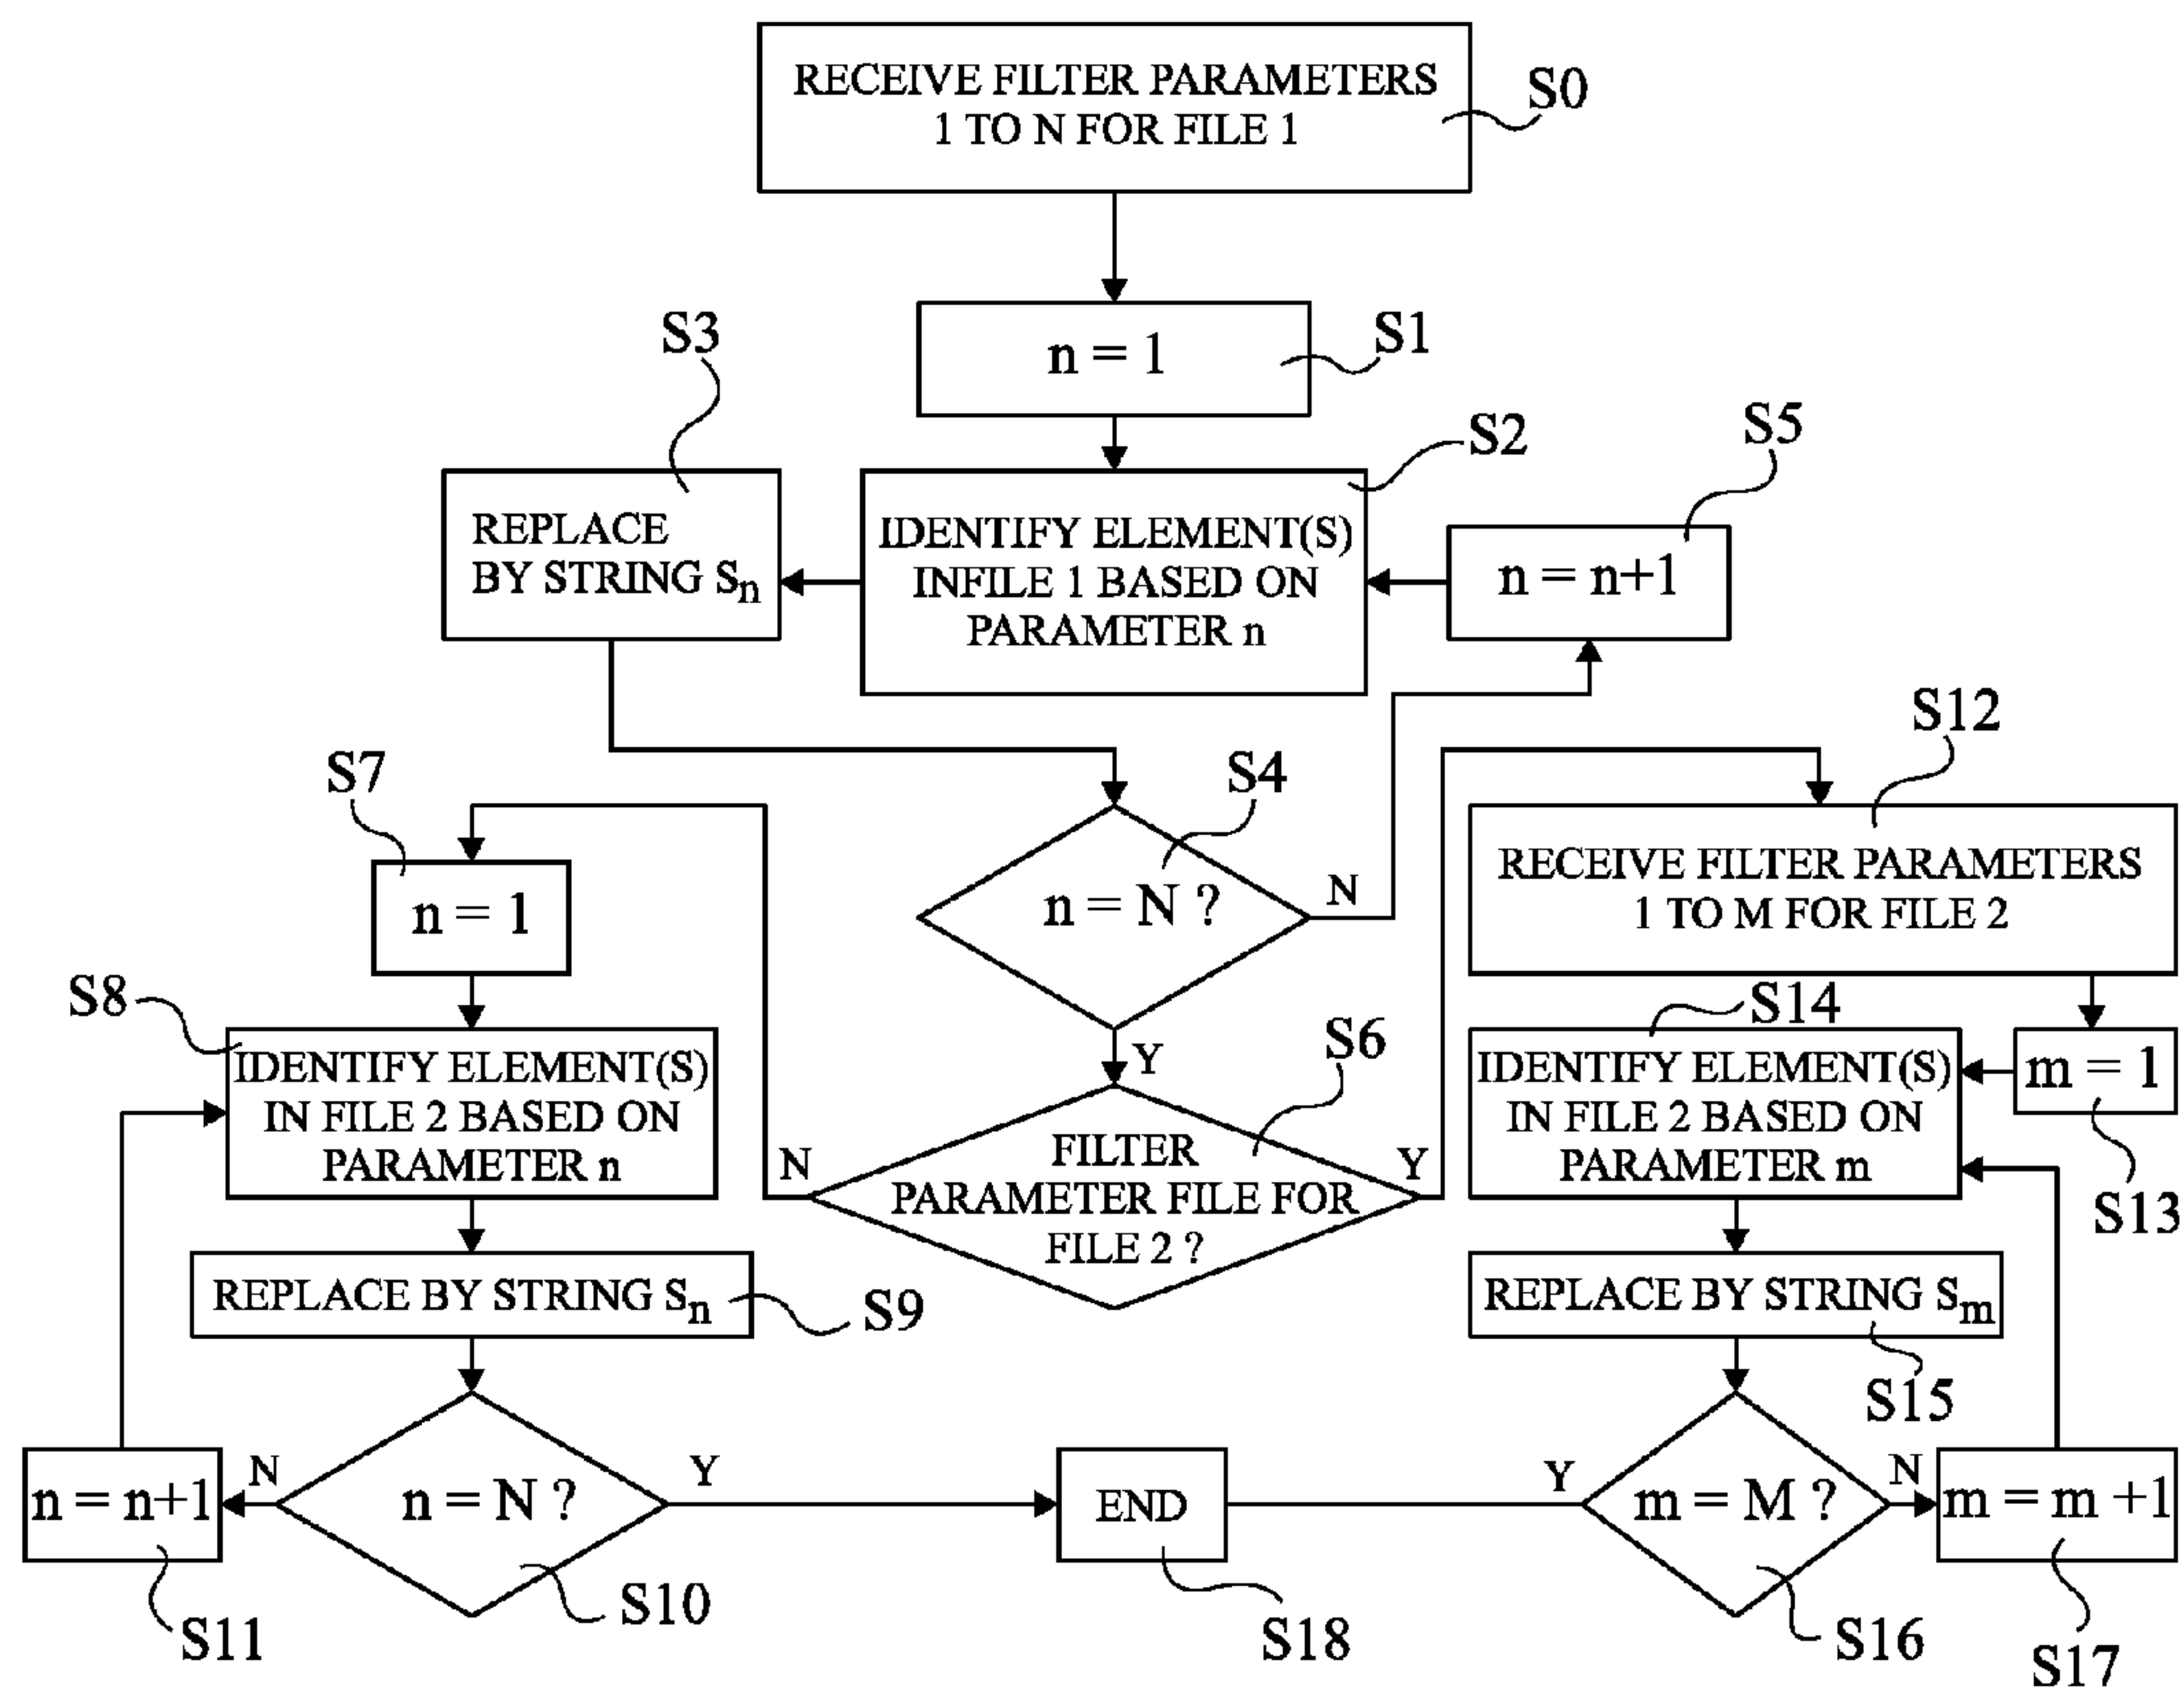 RECEIVE FILTER PARAMETERS
1 TO N FOR FILE 1
S0
n = 1
S1
S3
REPLACE
BY STRING Sn
S2
IDENTIFY ELEMENT(S)
INFILE 1 BASED ON
PARAMETER n
S5
n = n+1
S4
n = N ?
N
Y
S6
FILTER
PARAMETER FILE FOR
FILE 2 ?
N
Y
S7
n = 1
S8
IDENTIFY ELEMENT(S)
IN FILE 2 BASED ON
PARAMETER n
REPLACE BY STRING Sn
S9
n = N ?
N
Y
S10
n = n+1
S11
S12
RECEIVE FILTER PARAMETERS
1 TO M FOR FILE 2
m = 1
S13
S14
IDENTIFY ELEMENT(S)
IN FILE 2 BASED ON
PARAMETER m
REPLACE BY STRING Sm
S15
m = M ?
Y
N
S16
m = m +1
S17
END
S18